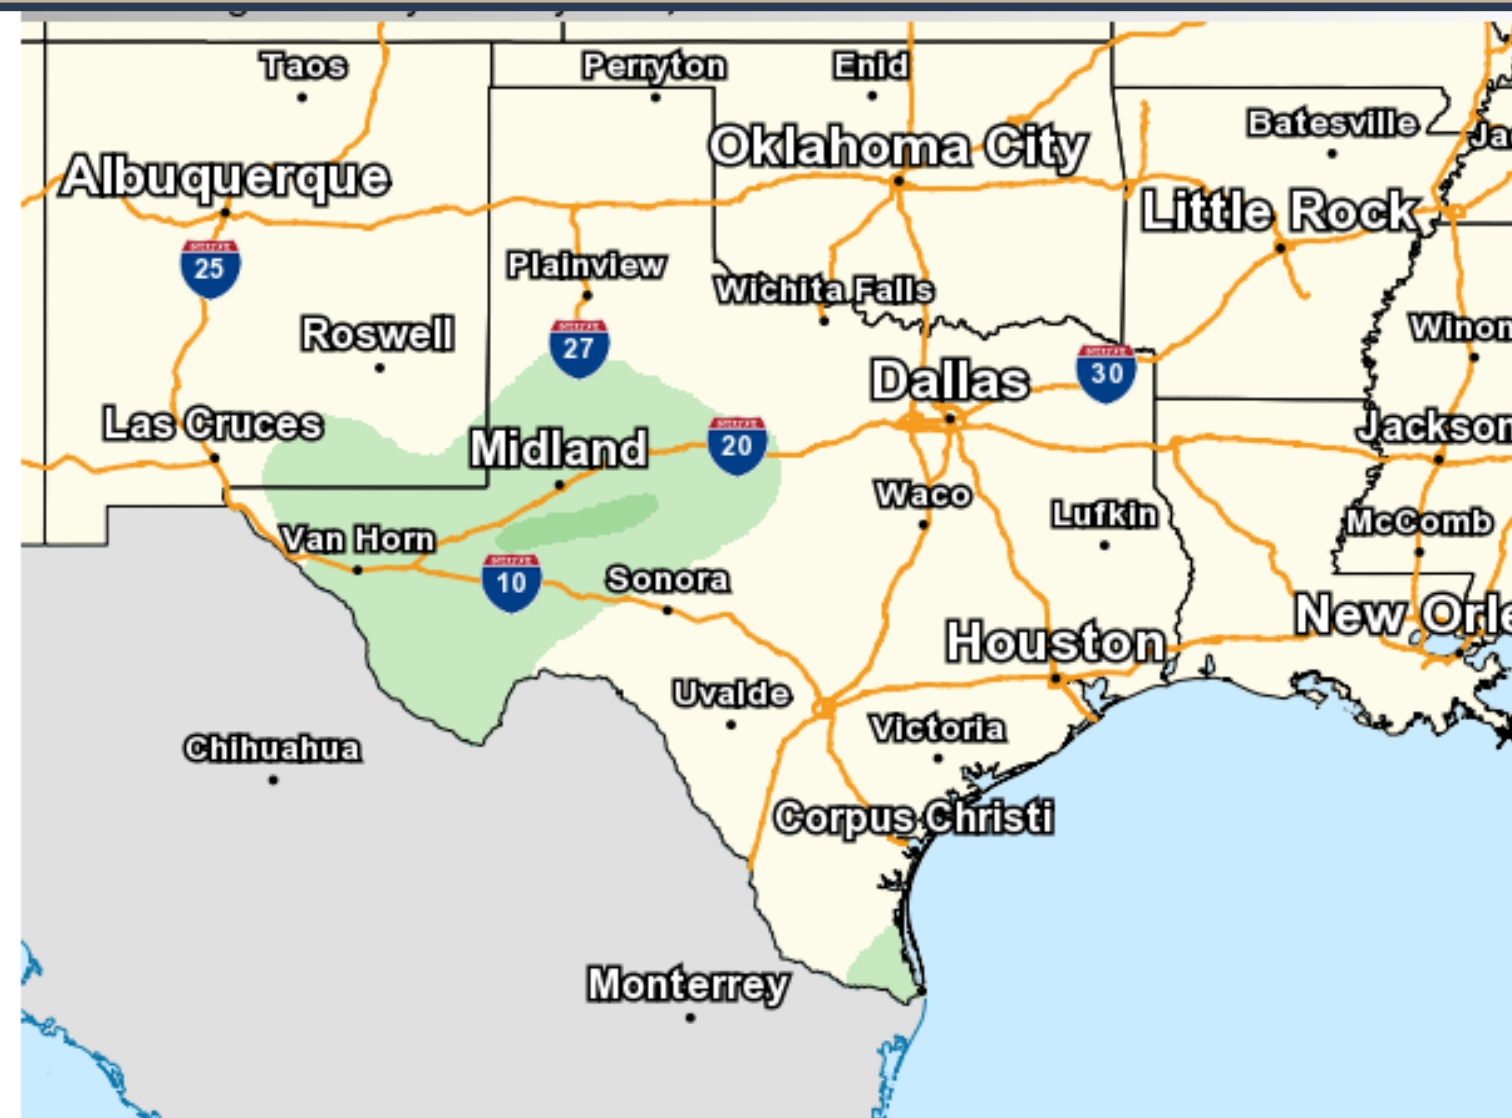 Taos
Perryton
Enid
Batesville
Oklahoma City
Albuquerque
Little Rock
25
Plainview
Wichita Falls
Roswell
27
30
Dallas
Las Cruces
Midland
20
Jackson
Waco
Lufkin
McComb
Van Horn
10
Sonora
Houston
Uvalde
Victoria
Chihuahua
Corpus Christi
Monterrey
New